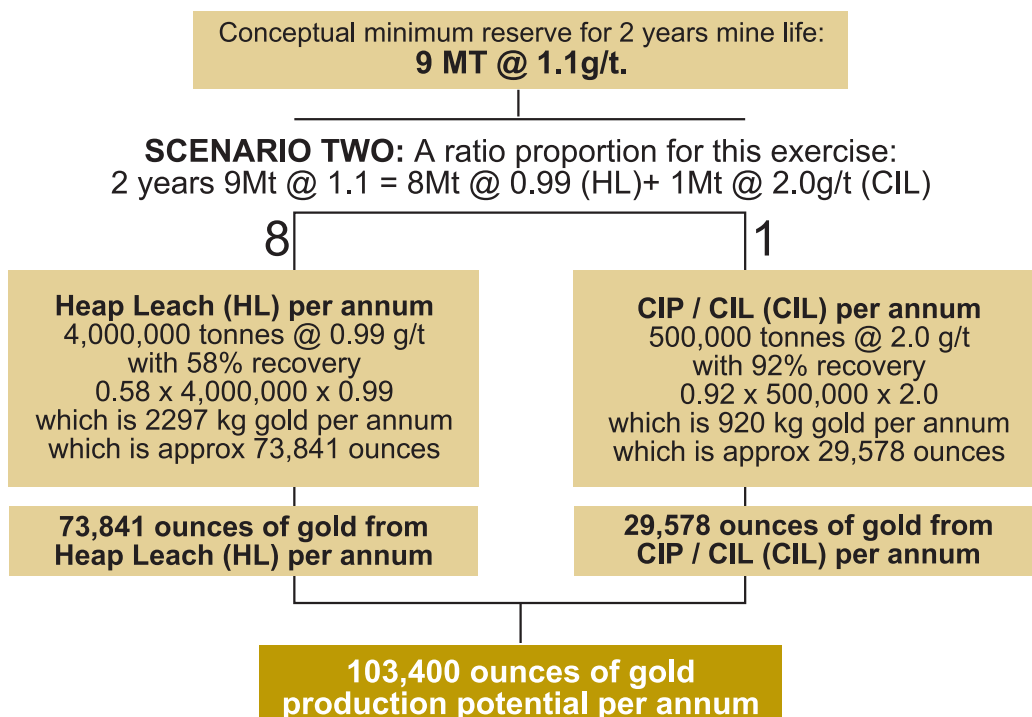 Conceptual minimum reserve for 2 years mine life:
9 MT @ 1.1g/t.
SCENARIO TWO: A ratio proportion for this exercise:
2 years 9Mt @ 1.1 = 8Mt @ 0.99 (HL)+ 1Mt @ 2.0g/t (CIL)
8
1
Heap Leach (HL) per annum
4,000,000 tonnes @ 0.99 g/t
with 58% recovery
0.58 x 4,000,000 x 0.99
which is 2297 kg gold per annum
which is approx 73,841 ounces
CIP / CIL (CIL) per annum
500,000 tonnes @ 2.0 g/t
with 92% recovery
0.92 x 500,000 x 2.0
which is 920 kg gold per annum
which is approx 29,578 ounces
73,841 ounces of gold from
Heap Leach (HL) per annum
29,578 ounces of gold from
CIP / CIL (CIL) per annum
103,400 ounces of gold
production potential per annum